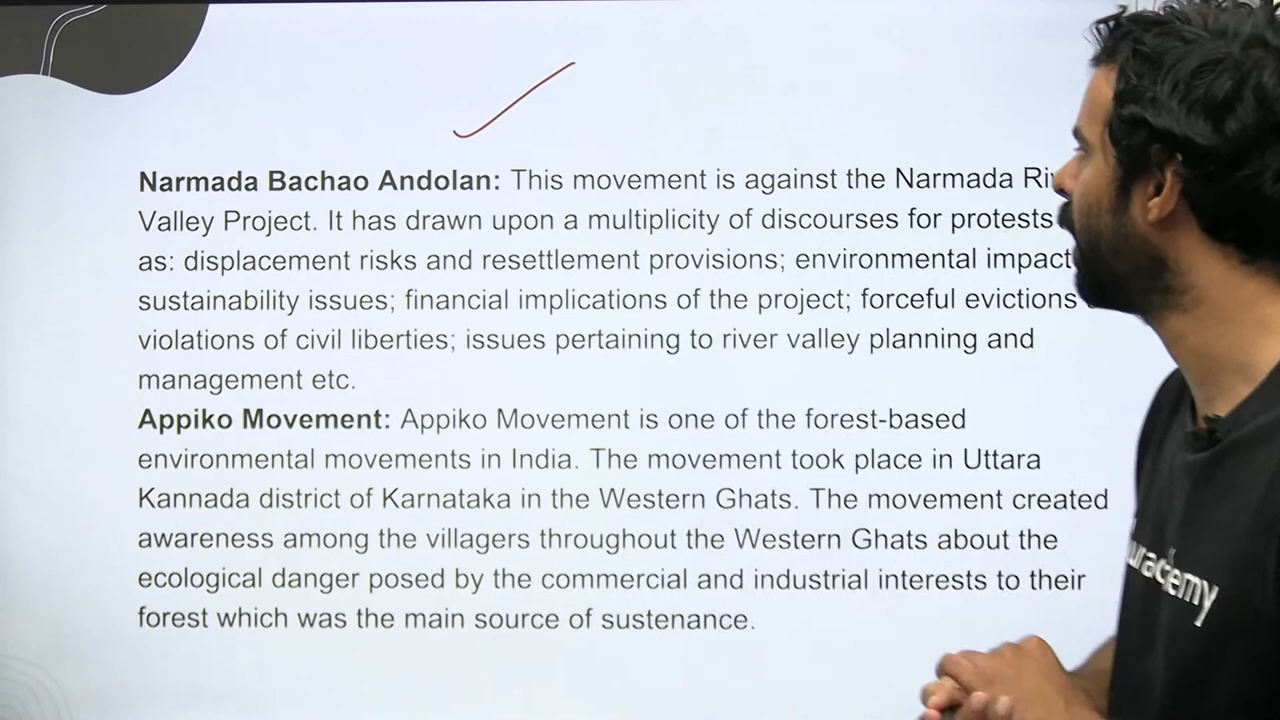 Narmada Bachao Andolan: This movement is against the Narmada
Valley Project. It has drawn upon a multiplicity of discourses for protests
as: displacement risks and resettlement provisions; environmental impact
sustainability issues; financial implications of the project; forceful evictions
violations of civil liberties; issues pertaining to river valley planning and
management etc.
Appiko Movement: Appiko Movement is one of the forest-based
environmental movements in India. The movement took place in Uttara
Kannada district of Karnataka in the Western Ghats. The movement created
awareness among the villagers throughout the Western Ghats about the
ecological danger posed by the commercial and industrial interests to their
forest which was the main source of sustenance.